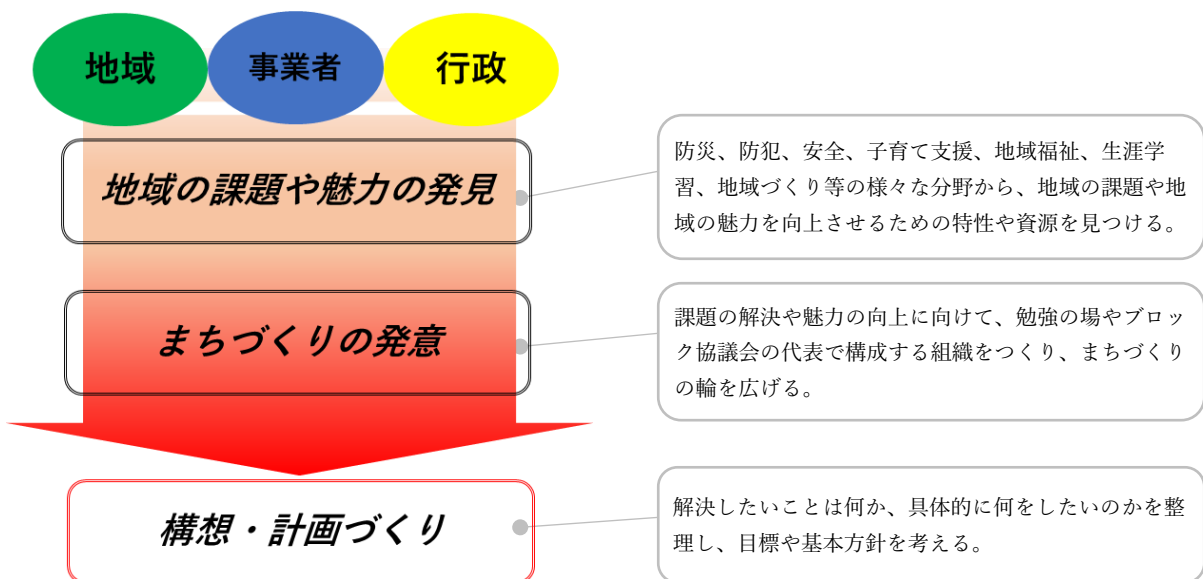 地域 事業者 行政
地域の課題や魅力の発見
防災、防犯、安全、子育て支援、地域福祉、生涯学
習、地域づくり等の様々な分野から、地域の課題や地
域の魅力を向上させるための特性や資源を見つける。
まちづくりの発意
課題の解決や魅力の向上に向けて、勉強の場やブロッ
ク協議会の代表で構成する組織をつくり、まちづくり
の輪を広げる。
構想・計画づくり
解決したいことは何か、具体的に何をしたいのかを整
理し、目標や基本方針を考える。